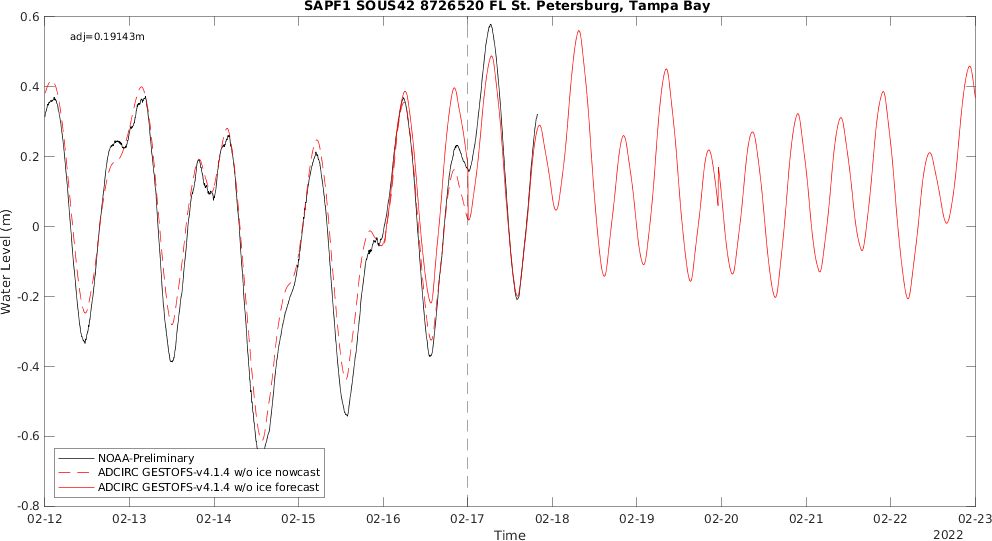 SAPF1 SOUS42 8726520 FL St. Petersburg, Tampa Bay
adj=0.19143m
0.6
0.4
0.2
0
-0.2
-0.4
-0.6
-0.8
Water Level (m)
NOAA-Preliminary
ADCIRC GESTOFS-v4.1.4 w/o ice nowcast
ADCIRC GESTOFS-v4.1.4 w/o ice forecast
02-12 02-13 02-14 02-15 02-16 02-17 02-18 02-19 02-20 02-21 02-22 02-23
Time
2022